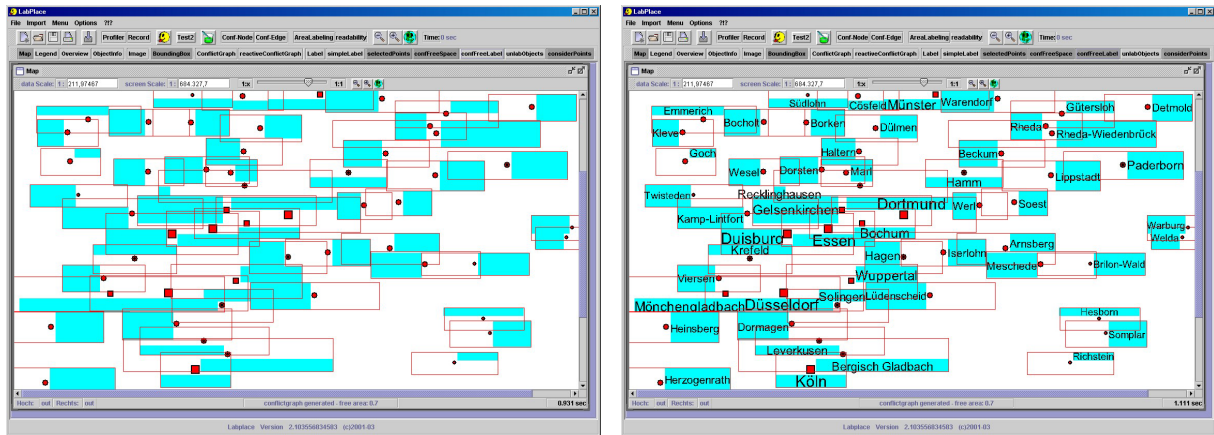 LabPlace
File Import Menu Options ?!?
Profiler Record Test2 Conf-Node Conf-Edge AreaLabeling readability Time: 0 sec
Map Legend Overview ObjectInfo Image BoundingBox ConflictGraph reactiveConflictGraph Label simpleLabel selectedPoints confFreeSpace confFreeLabel unlabObjects considerPoints
Map
data Scale: 1 : 211,97467 screen Scale: 1 : 684.327,7 1:x 1:1
Hoch: out Rechts: out conflictgraph generated - free area: 0.7 0.931 sec
Labplace Version 2.103556034583 (c)2001-03
LabPlace
File Import Menu Options ?!?
Profiler Record Test2 Conf-Node Conf-Edge AreaLabeling readability Time: 0 sec
Map Legend Overview ObjectInfo Image BoundingBox ConflictGraph reactiveConflictGraph Label simpleLabel selectedPoints confFreeSpace confFreeLabel unlabObjects considerPoints
Map
data Scale: 1 : 211,97467 screen Scale: 1 : 684.327,7 1:x 1:1
Südlohn Cösfeld Münster Warendorf
Emmerich Gütersloh Detmold
Bocholt Borken Dülmen Rheda
Kleve Rheda-Wiedenbrück
Goch Haltern Beckum
Wesel Dorsten Marl Lippstadt Paderborn
Hamm
Twisteden Recklinghausen
Gelsenkirchen Dortmund Werl Soest
Kamp-Lintfort Warburg
Duisburg Essen Bochum Welda
Krefeld Hagen Iserlohn Arnsberg
Meschede Brilon-Wald
Viersen Wuppertal
Mönchengladbach Düsseldorf Solingen Lüdenscheid
Hesborn
Heinsberg Dormagen Somplar
Leverkusen Richstein
Bergisch Gladbach
Herzogenrath Köln
Hoch: out Rechts: out conflictgraph generated - free area: 0.7 1.111 sec
Labplace Version 2.103556034583 (c)2001-03